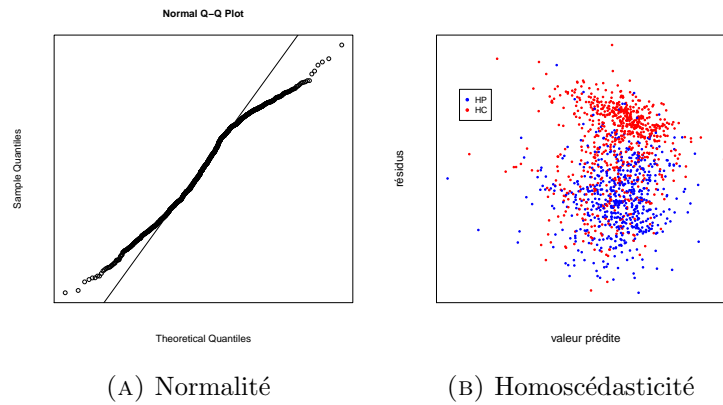 Normal Q−Q Plot
Sample Quantiles
Theoretical Quantiles
HP
HC
résidus
valeur prédite
(A) Normalité
(B) Homoscédasticité